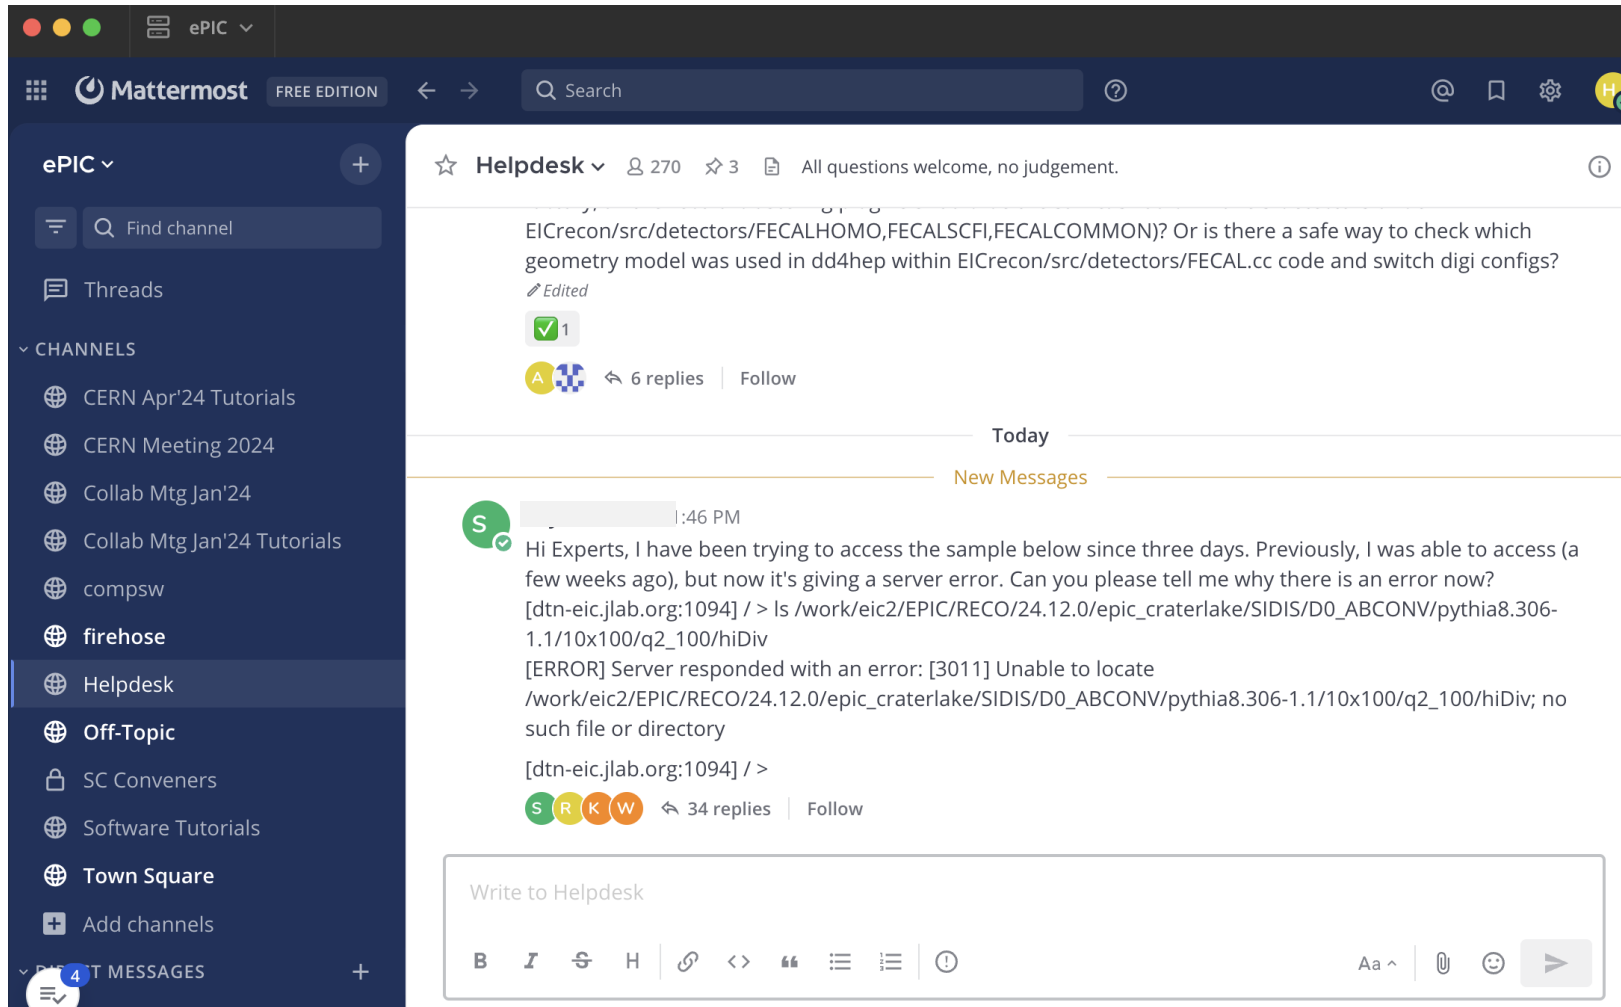 ePIC
Mattermost FREE EDITION
Search
H
ePIC
Find channel
Threads
CHANNELS
CERN Apr'24 Tutorials
CERN Meeting 2024
Collab Mtg Jan'24
Collab Mtg Jan'24 Tutorials
compsw
firehose
Helpdesk
Off-Topic
SC Conveners
Software Tutorials
Town Square
Add channels
MESSAGES
4
Helpdesk 270 3 All questions welcome, no judgement.
EICrecon/src/detectors/FECALHOMO,FECALSCFI,FECALCOMMON)? Or is there a safe way to check which
geometry model was used in dd4hep within EICrecon/src/detectors/FECAL.cc code and switch digi configs?
Edited
1
A 6 replies Follow
Today
New Messages
S :46 PM
Hi Experts, I have been trying to access the sample below since three days. Previously, I was able to access (a
few weeks ago), but now it's giving a server error. Can you please tell me why there is an error now?
[dtn-eic.jlab.org:1094] / > ls /work/eic2/EPIC/RECO/24.12.0/epic_craterlake/SIDIS/D0_ABCONV/pythia8.306-
1.1/10x100/q2_100/hiDiv
[ERROR] Server responded with an error: [3011] Unable to locate
/work/eic2/EPIC/RECO/24.12.0/epic_craterlake/SIDIS/D0_ABCONV/pythia8.306-1.1/10x100/q2_100/hiDiv; no
such file or directory
[dtn-eic.jlab.org:1094] / >
S R K W 34 replies Follow
Write to Helpdesk
B I S H Aa